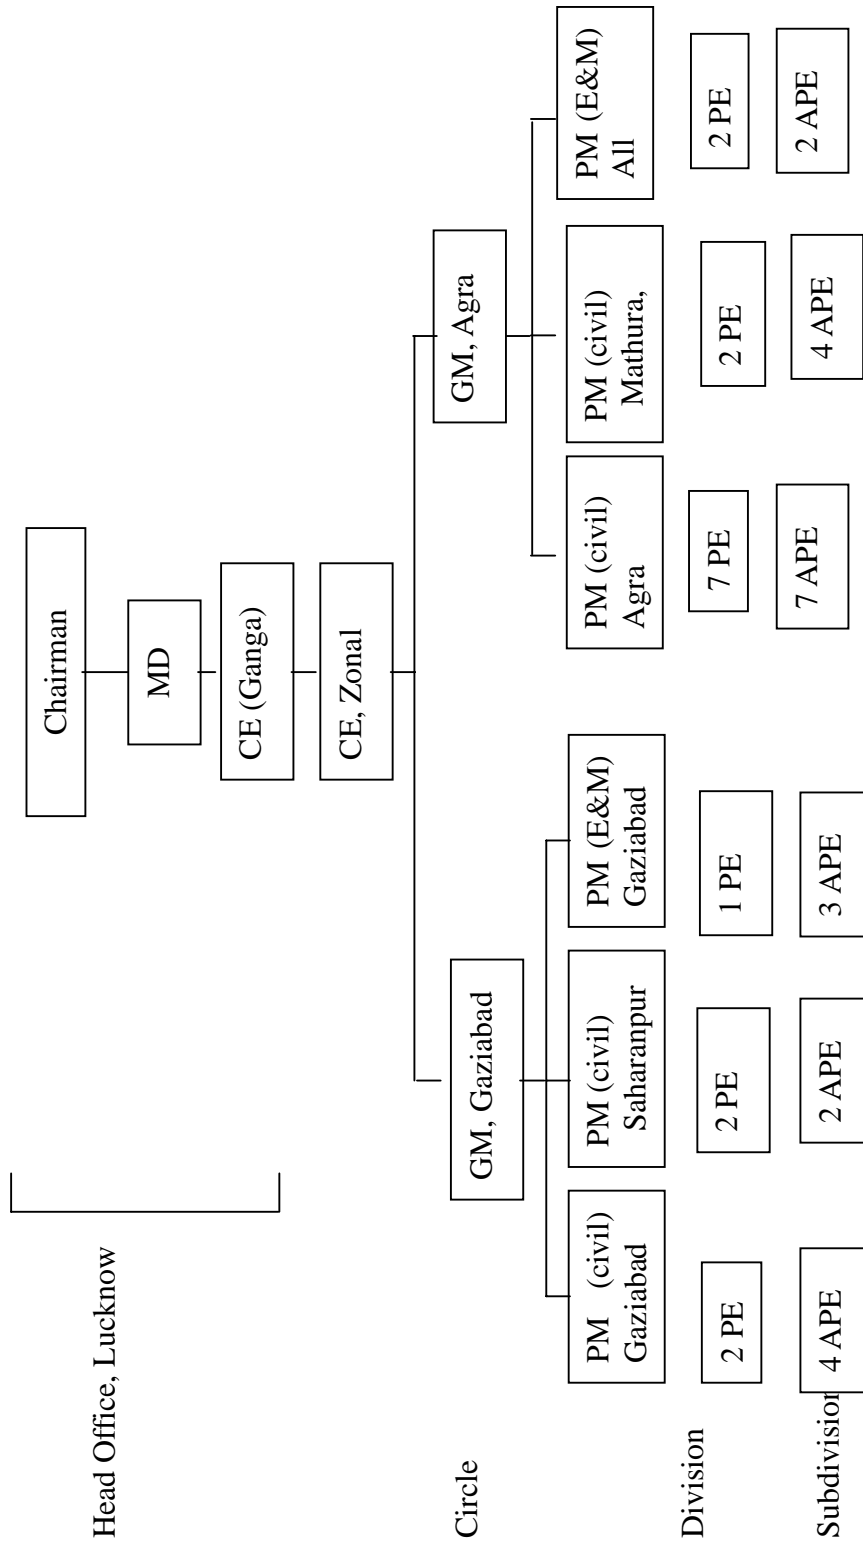 Head Office, Lucknow
Chairman
MD
CE (Ganga)
CE, Zonal
Circle
GM, Gaziabad
GM, Agra
PM (civil)
Gaziabad
PM (civil)
Saharanpur
PM (E&M)
Gaziabad
PM (civil)
Agra
PM (civil)
Mathura,
PM (E&M)
All
Division
2 PE
2 PE
1 PE
7 PE
2 PE
2 PE
Subdivision
4 APE
2 APE
3 APE
7 APE
4 APE
2 APE